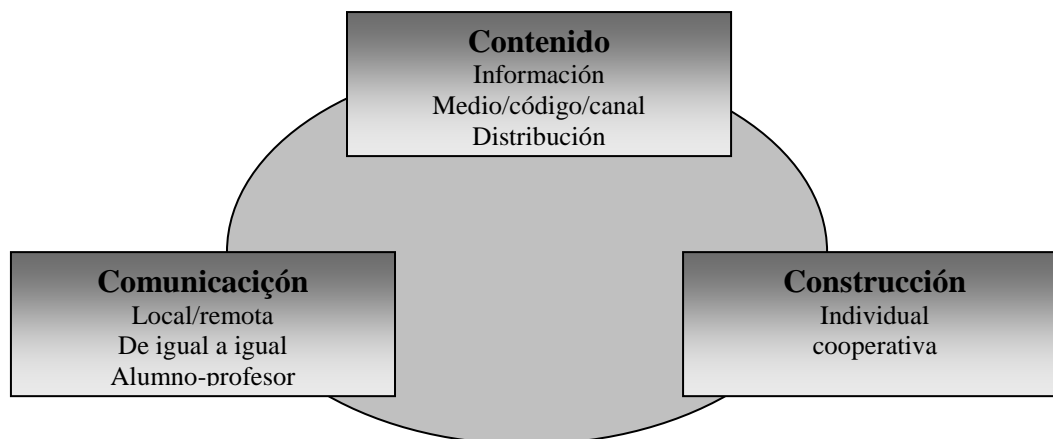 Contenido
Información
Medio/código/canal
Distribución
Comunicaciçón
Local/remota
De igual a igual
Alumno-profesor
Construcción
Individual
cooperativa